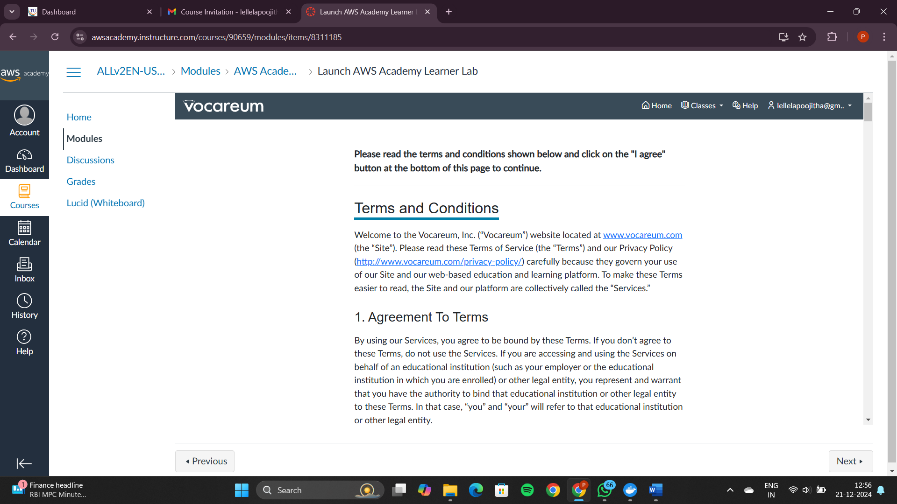 Dashboard
Course Invitation - lellelapoojit
Launch AWS Academy Learner
awsacademy.instructure.com/courses/90659/modules/items/8311185
P
aws academy
ALLv2EN-US... > Modules > AWS Acade... > Launch AWS Academy Learner Lab
Account
Dashboard
Courses
Calendar
Inbox
History
Help
Home
Modules
Discussions
Grades
Lucid (Whiteboard)
vocareum
Home
Classes
Help
lellelapoojitha@gm..
Please read the terms and conditions shown below and click on the "I agree"
button at the bottom of this page to continue.
Terms and Conditions
Welcome to the Vocareum, Inc. (“Vocareum”) website located at www.vocareum.com
(the “Site”). Please read these Terms of Service (the “Terms”) and our Privacy Policy
(http://www.vocareum.com/privacy-policy/) carefully because they govern your use
of our Site and our web-based education and learning platform. To make these Terms
easier to read, the Site and our platform are collectively called the “Services.”
1. Agreement To Terms
By using our Services, you agree to be bound by these Terms. If you don’t agree to
these Terms, do not use the Services. If you are accessing and using the Services on
behalf of an educational institution (such as your employer or the educational
institution in which you are enrolled) or other legal entity, you represent and warrant
that you have the authority to bind that educational institution or other legal entity
to these Terms. In that case, “you” and “your” will refer to that educational institution
or other legal entity.
Previous
Next
1
Finance headline
RBI MPC Minute...
Search
66
ENG
IN
12:56
21-12-2024